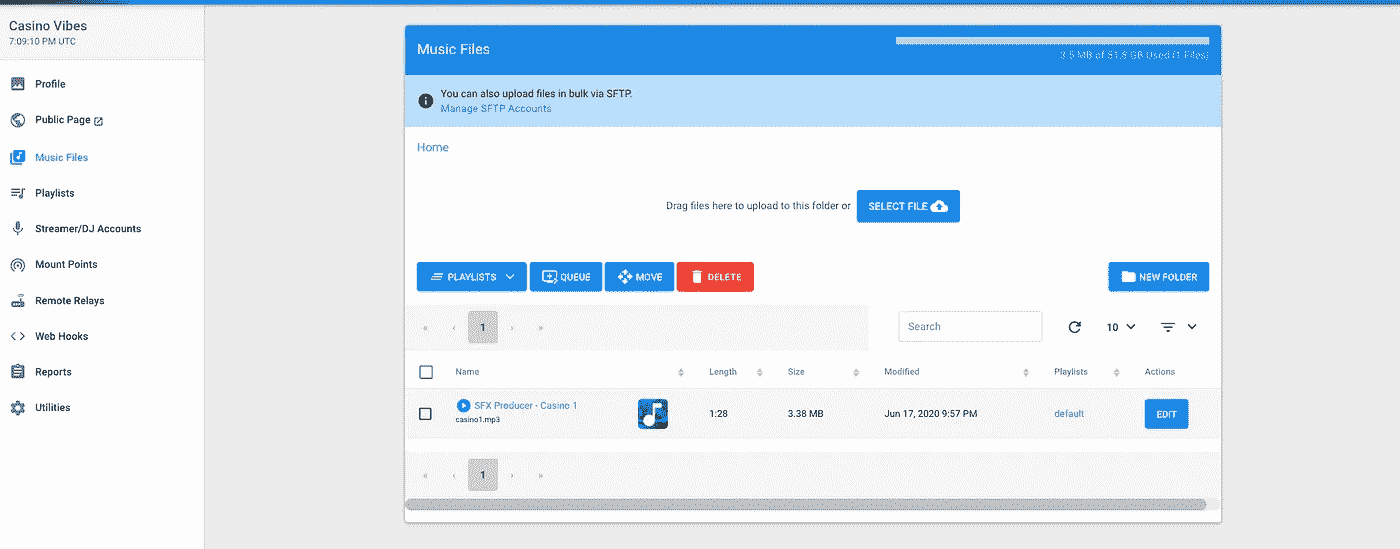 Casino Vibes
7:09:10 PM UTC
Profile
Public Page
Music Files
Playlists
Streamer/DJ Accounts
Mount Points
Remote Relays
Web Hooks
Reports
Utilities
Music Files
3.5 MB of 51.5 GB Used (1 Files)
You can also upload files in bulk via SFTP.
Manage SFTP Accounts
Home
Drag files here to upload to this folder or SELECT FILE
PLAYLISTS QUEUE MOVE DELETE NEW FOLDER
« ‹ 1 › » Search 10
Name Length Size Modified Playlists Actions
SFX Producer - Casino 1 1:28 3.38 MB Jun 17, 2020 9:57 PM default EDIT
casino1.mp3
« ‹ 1 › »